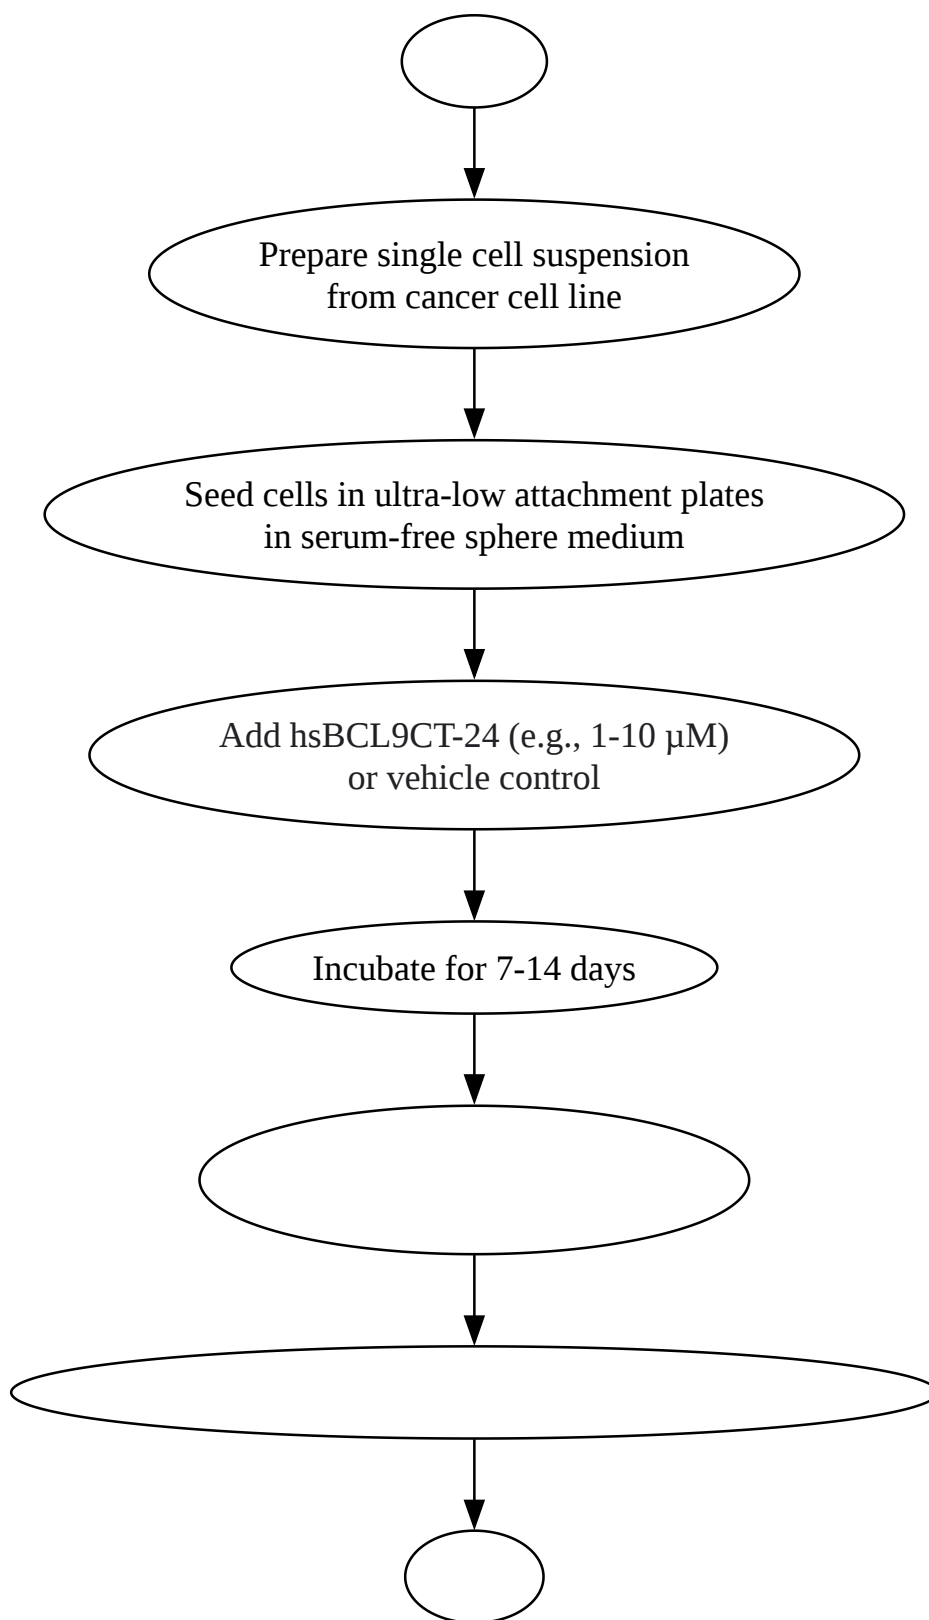 Prepare single cell suspension
from cancer cell line
Seed cells in ultra-low attachment plates
in serum-free sphere medium
Add hsBCL9CT-24 (e.g., 1-10 µM)
or vehicle control
Incubate for 7-14 days